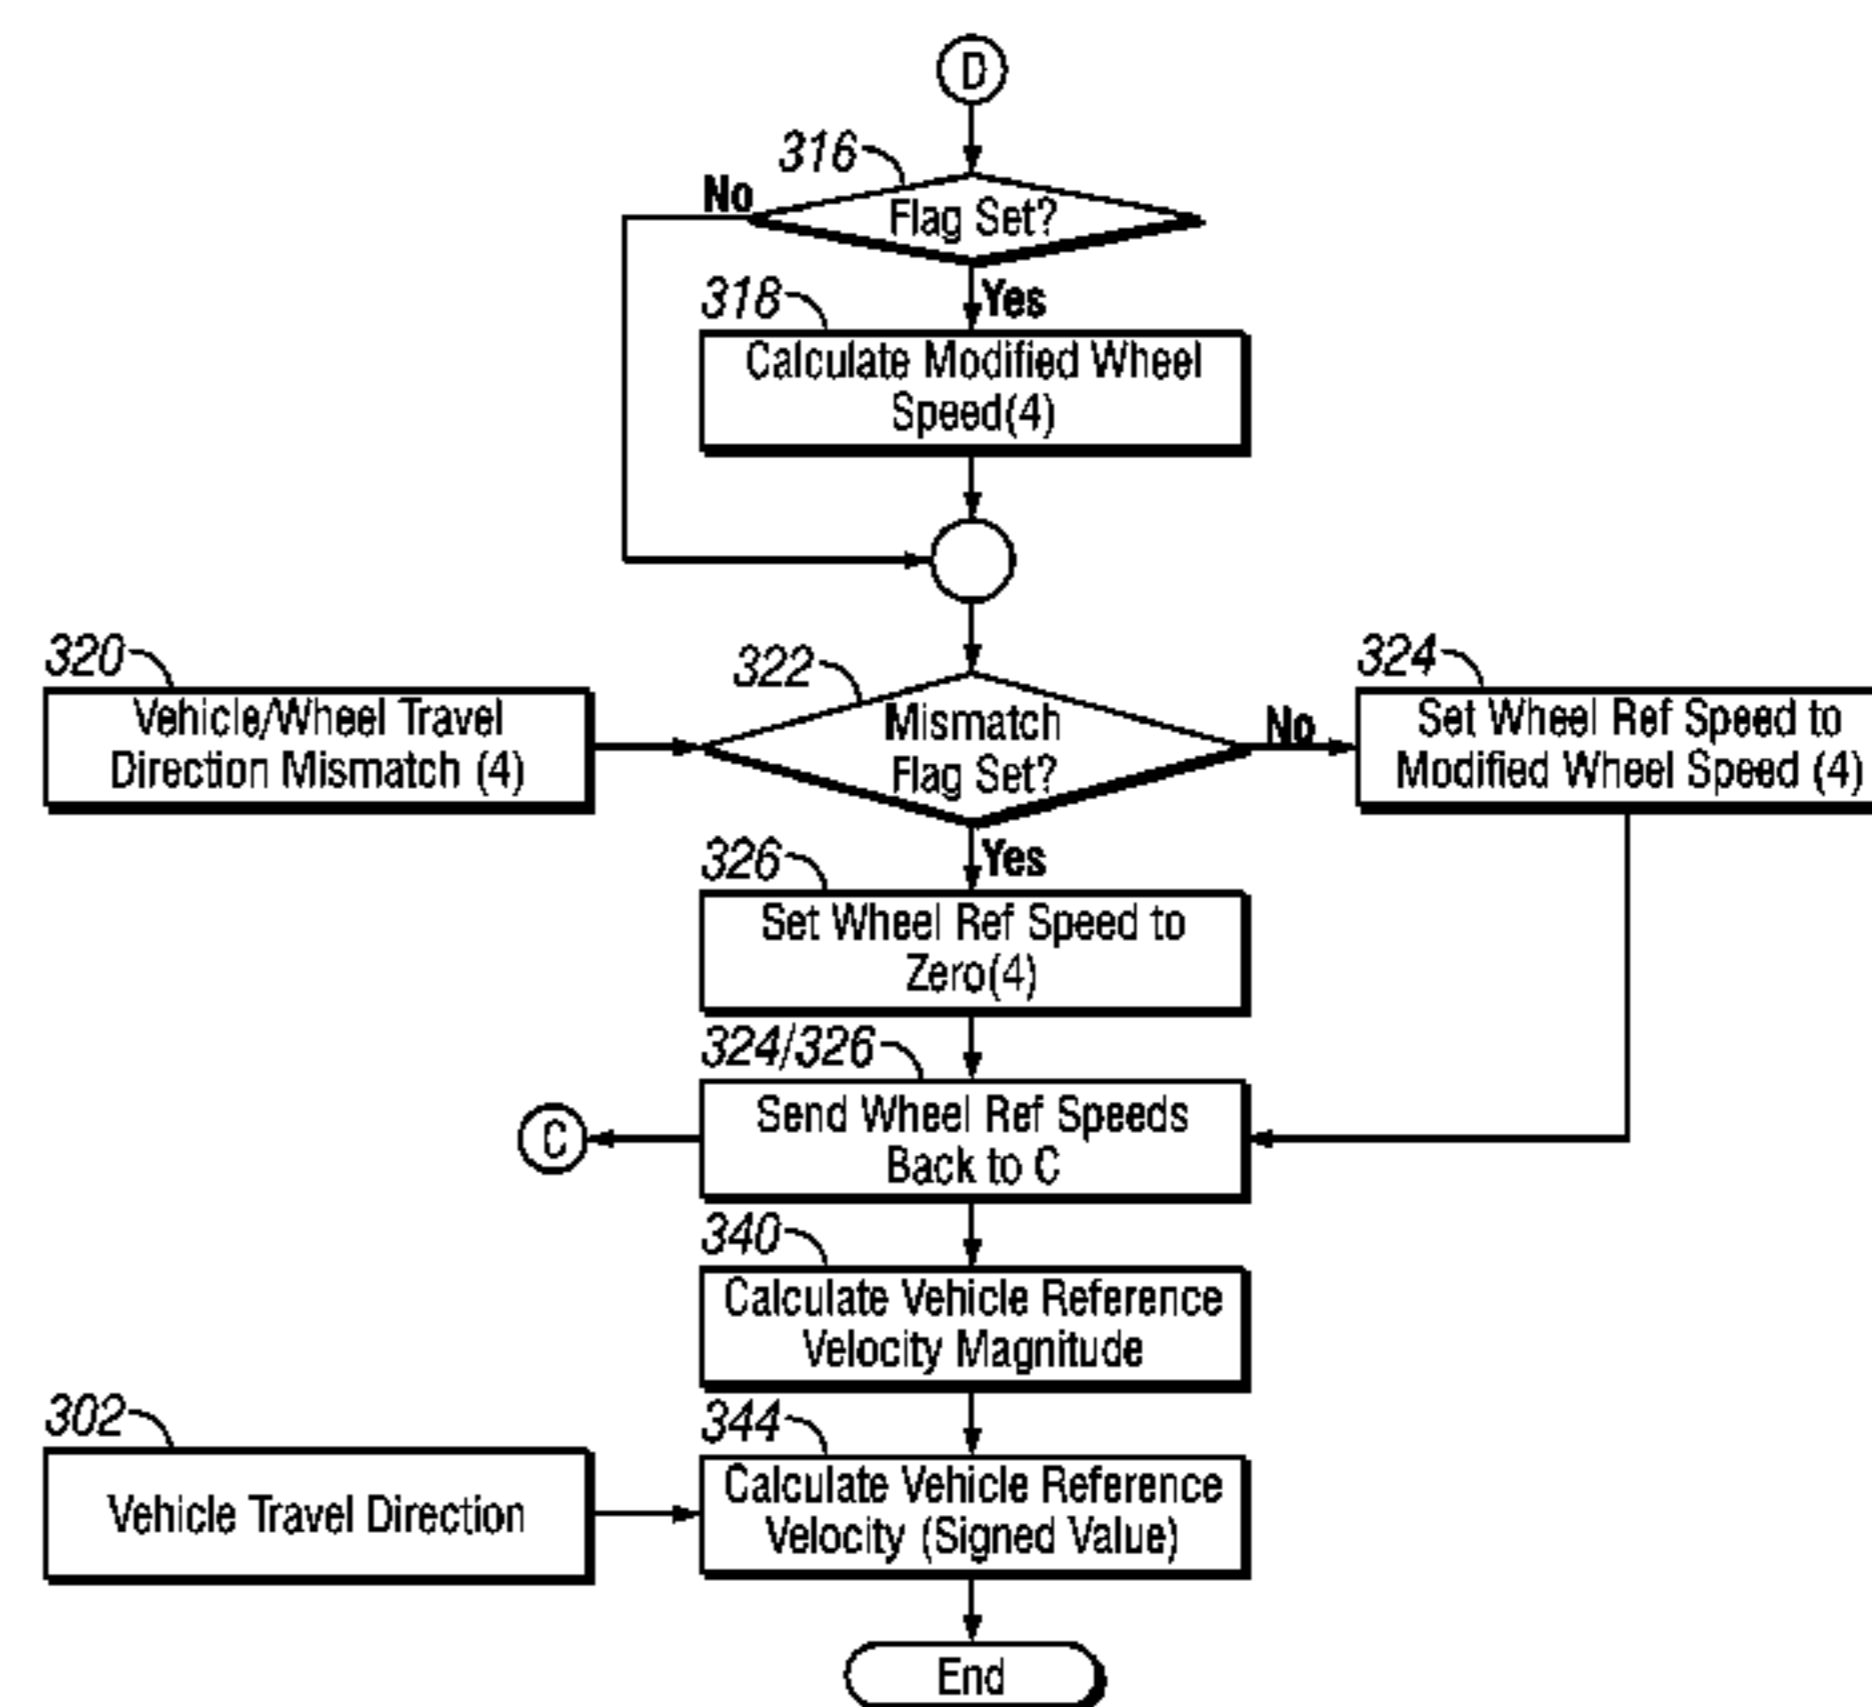 D
316
No
Flag Set?
318
Yes
Calculate Modified Wheel
Speed(4)
320
322
324
Vehicle/Wheel Travel
Direction Mismatch (4)
Mismatch
Flag Set?
No
Set Wheel Ref Speed to
Modified Wheel Speed (4)
326
Yes
Set Wheel Ref Speed to
Zero(4)
324/326
C
Send Wheel Ref Speeds
Back to C
340
Calculate Vehicle Reference
Velocity Magnitude
302
344
Vehicle Travel Direction
Calculate Vehicle Reference
Velocity (Signed Value)
End